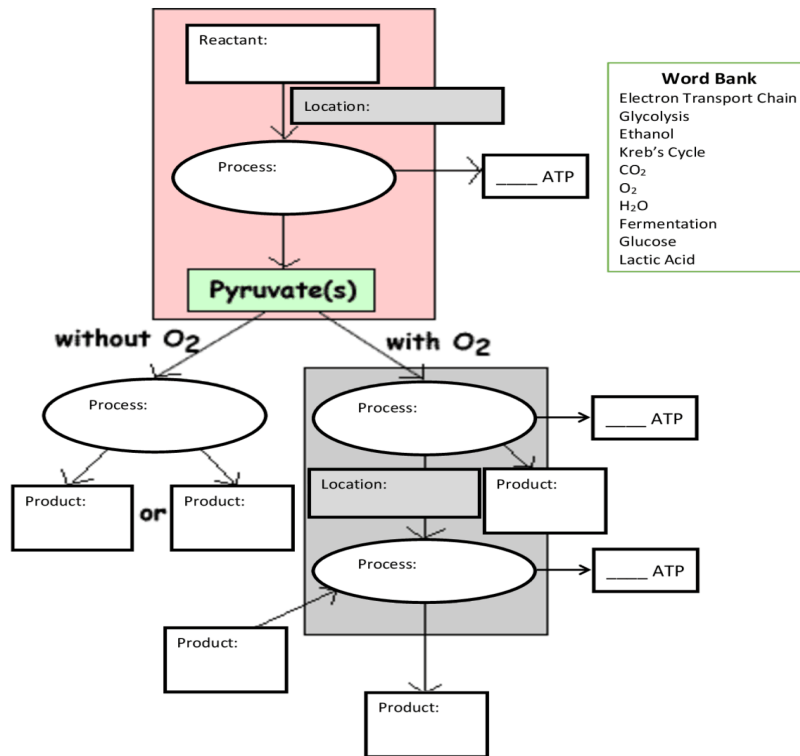 Reactant:
Location:
Process:
____ ATP
Pyruvate(s)
Word Bank
Electron Transport Chain
Glycolysis
Ethanol
Kreb's Cycle
CO₂
O₂
H₂O
Fermentation
Glucose
Lactic Acid
without O₂
with O₂
Process:
Process:
____ ATP
Product:
or
Product:
Location:
Product:
Process:
____ ATP
Product:
Product: